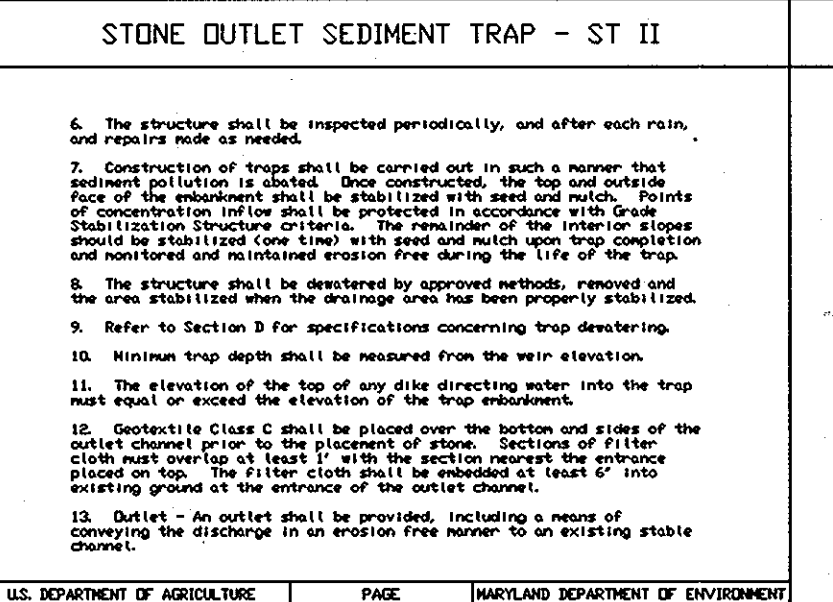 STONE OUTLET SEDIMENT TRAP - ST II
6. The structure shall be inspected periodically, and after each rain,
and repairs made as needed.
7. Construction of traps shall be carried out in such a manner that
sediment pollution is abated. Once constructed, the top and outside
face of the embankment shall be stabilized with seed and mulch. Points
of concentration inflow shall be protected in accordance with Grade
Stabilization Structure criteria. The remainder of the interior slopes
should be stabilized (one time) with seed and mulch upon trap completion
and monitored and maintained erosion free during the life of the trap.
8. The structure shall be dewatered by approved methods, removed and
the area stabilized when the drainage area has been properly stabilized.
9. Refer to Section D for specifications concerning trap dewatering.
10. Minimum trap depth shall be measured from the weir elevation.
11. The elevation of the top of any dike directing water into the trap
must equal or exceed the elevation of the trap embankment.
12. Geotextile Class C shall be placed over the bottom and sides of the
outlet channel prior to the placement of stone. Sections of filter
cloth must overlap at least 1' with the section nearest the entrance
placed on top. The filter cloth shall be embedded at least 6" into
existing ground at the entrance of the outlet channel.
13. Outlet - An outlet shall be provided, including a means of
conveying the discharge in an erosion free manner to an existing stable
channel.
U.S. DEPARTMENT OF AGRICULTURE PAGE MARYLAND DEPARTMENT OF ENVIRONMENT